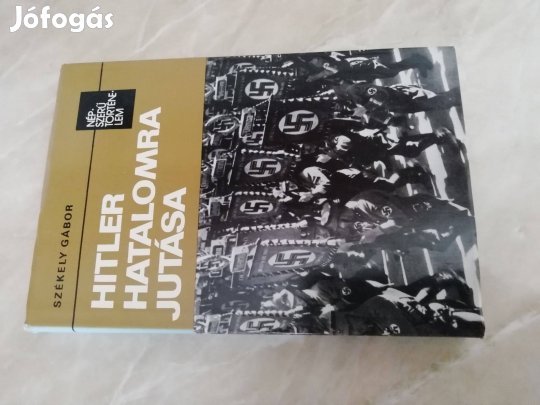 Jófogás
SZÉKELY GÁBOR
NÉP-
SZERŰ
TÖRTÉNE-
LEM
HITLER
HATALOMRA
JUTÁSA